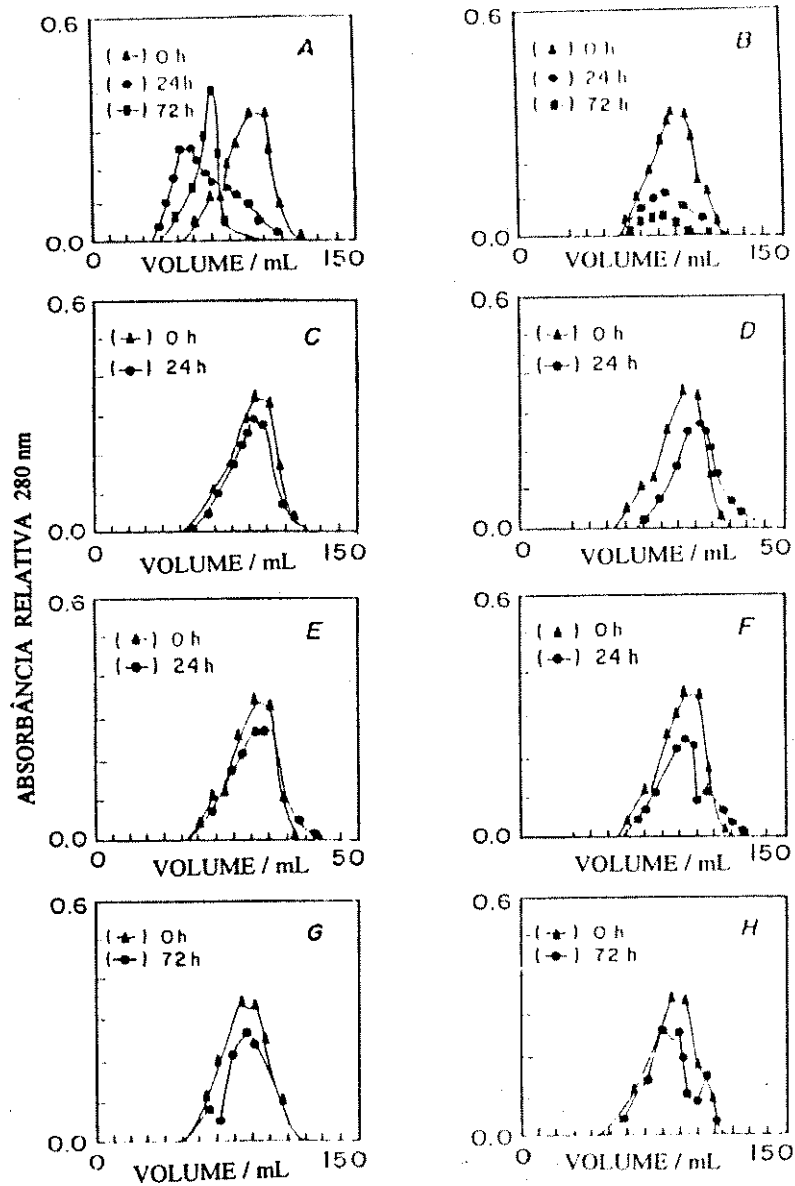 ABSORBÂNCIA RELATIVA 280 nm
0.6
A
(-▲-) 0 h
(-●-) 24 h
(-■-) 72 h
0.0
0
150
VOLUME / mL
0.6
B
(▲) 0 h
(●) 24 h
(■) 72 h
0.0
0
150
VOLUME / mL
0.6
C
(-▲-) 0 h
(-●-) 24 h
0.0
0
150
VOLUME / mL
0.6
D
(-▲-) 0 h
(-●-) 24 h
0.0
0
50
VOLUME / mL
0.6
E
(-▲-) 0 h
(-●-) 24 h
0.0
0
50
VOLUME / mL
0.6
F
(▲) 0 h
(-●-) 24 h
0.0
0
150
VOLUME / mL
0.6
G
(-▲-) 0 h
(-●-) 72 h
0.0
0
150
VOLUME / mL
0.6
H
(-▲-) 0 h
(-●-) 72 h
0.0
0
150
VOLUME / mL